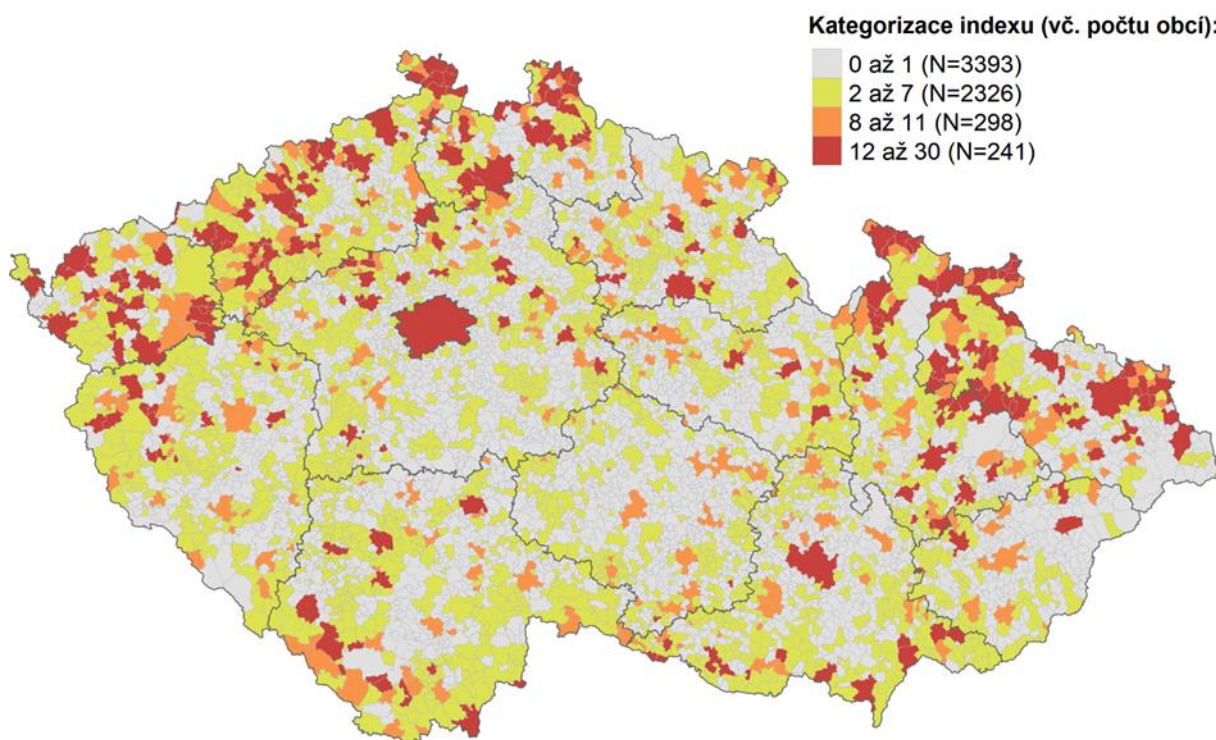 Kategorizace indexu (vč. počtu obcí):
0 až 1 (N=3393)
2 až 7 (N=2326)
8 až 11 (N=298)
12 až 30 (N=241)